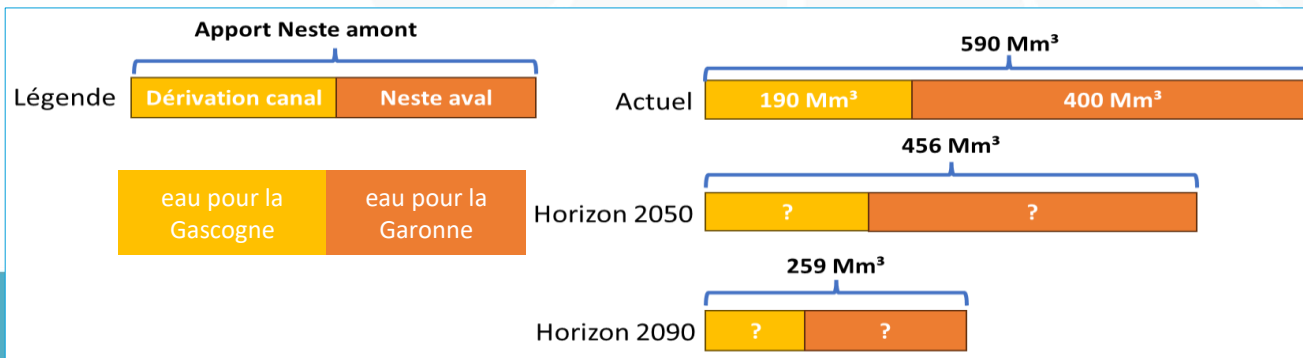 Apport Neste amont
Légende
Dérivation canal
Neste aval
eau pour la
Gascogne
eau pour la
Garonne
590 Mm³
Actuel
190 Mm³
400 Mm³
456 Mm³
Horizon 2050
?
?
259 Mm³
Horizon 2090
?
?